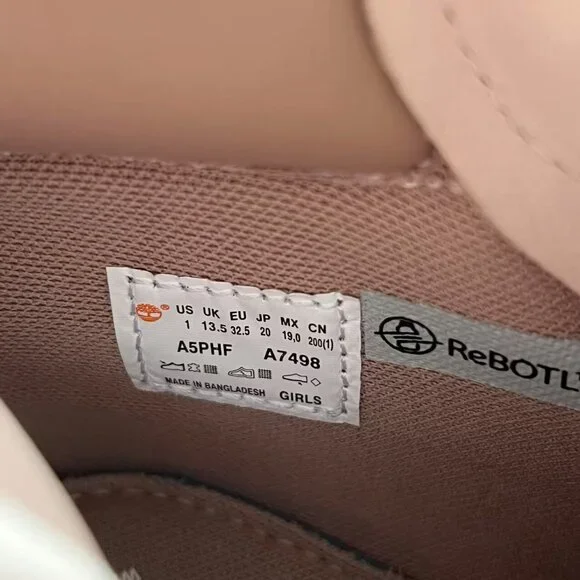 US UK EU JP MX CN
1 13.5 32.5 20 19,0 200(1)
A5PHF A7498
MADE IN BANGLADESH GIRLS
ReBOTL